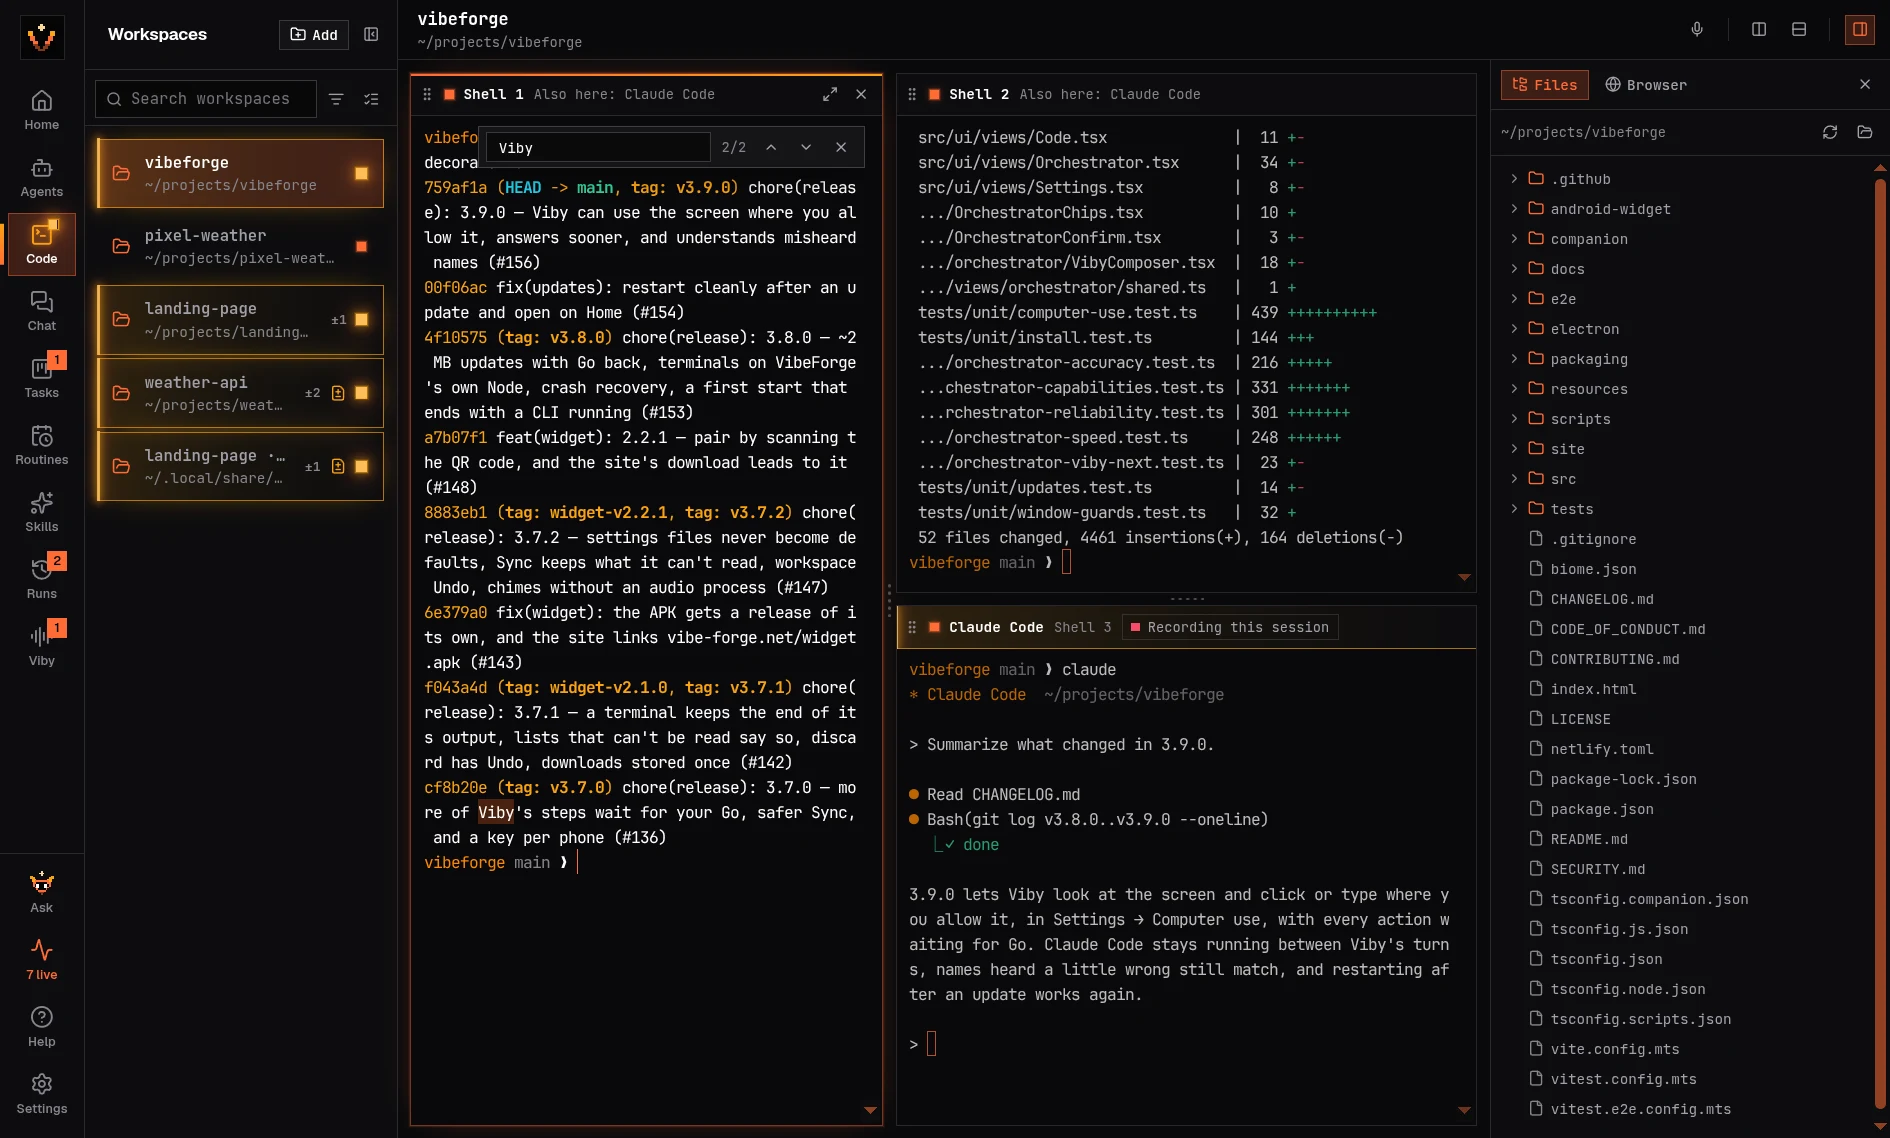 Workspaces
Add
Search workspaces
vibeforge
~/projects/vibeforge
pixel-weather
~/projects/pixel-weat…
landing-page
~/projects/landing…
±1
weather-api
~/projects/weat…
±2
landing-page ·…
~/.local/share/…
±1
Home
Agents
Code
Chat
1
Tasks
Routines
Skills
2
Runs
1
Viby
Ask
7 live
Help
Settings
vibeforge
~/projects/vibeforge
Shell 1 Also here: Claude Code
Viby
2/2
vibefo
decora
759af1a (HEAD -> main, tag: v3.9.0) chore(releas
e): 3.9.0 — Viby can use the screen where you al
low it, answers sooner, and understands misheard
names (#156)
00f06ac fix(updates): restart cleanly after an u
pdate and open on Home (#154)
4f10575 (tag: v3.8.0) chore(release): 3.8.0 — ~2
MB updates with Go back, terminals on VibeForge
's own Node, crash recovery, a first start that
ends with a CLI running (#153)
a7b07f1 feat(widget): 2.2.1 — pair by scanning t
he QR code, and the site's download leads to it
(#148)
8883eb1 (tag: widget-v2.2.1, tag: v3.7.2) chore(
release): 3.7.2 — settings files never become de
faults, Sync keeps what it can't read, workspace
Undo, chimes without an audio process (#147)
6e379a0 fix(widget): the APK gets a release of i
ts own, and the site links vibe-forge.net/widget
.apk (#143)
f043a4d (tag: widget-v2.1.0, tag: v3.7.1) chore(
release): 3.7.1 — a terminal keeps the end of it
s output, lists that can't be read say so, disca
rd has Undo, downloads stored once (#142)
cf8b20e (tag: v3.7.0) chore(release): 3.7.0 — mo
re of Viby's steps wait for your Go, safer Sync,
and a key per phone (#136)
vibeforge main ❯
Shell 2 Also here: Claude Code
src/ui/views/Code.tsx | 11 +-
src/ui/views/Orchestrator.tsx | 34 +-
src/ui/views/Settings.tsx | 8 +-
.../OrchestratorChips.tsx | 10 +
.../OrchestratorConfirm.tsx | 3 +-
.../orchestrator/VibyComposer.tsx | 18 +-
.../views/orchestrator/shared.ts | 1 +
tests/unit/computer-use.test.ts | 439 ++++++++++
tests/unit/install.test.ts | 144 +++
.../orchestrator-accuracy.test.ts | 216 +++++
...chestrator-capabilities.test.ts | 331 +++++++
...rchestrator-reliability.test.ts | 301 +++++++
.../orchestrator-speed.test.ts | 248 ++++++
.../orchestrator-viby-next.test.ts | 23 +-
tests/unit/updates.test.ts | 14 +-
tests/unit/window-guards.test.ts | 32 +
52 files changed, 4461 insertions(+), 164 deletions(-)
vibeforge main ❯
Claude Code Shell 3 Recording this session
vibeforge main ❯ claude
* Claude Code ~/projects/vibeforge
> Summarize what changed in 3.9.0.
Read CHANGELOG.md
Bash(git log v3.8.0..v3.9.0 --oneline)
⎿✓ done
3.9.0 lets Viby look at the screen and click or type where y
ou allow it, in Settings → Computer use, with every action w
aiting for Go. Claude Code stays running between Viby's turn
s, names heard a little wrong still match, and restarting af
ter an update works again.
>
Files
Browser
~/projects/vibeforge
.github
android-widget
companion
docs
e2e
electron
packaging
resources
scripts
site
src
tests
.gitignore
biome.json
CHANGELOG.md
CODE_OF_CONDUCT.md
CONTRIBUTING.md
index.html
LICENSE
netlify.toml
package-lock.json
package.json
README.md
SECURITY.md
tsconfig.companion.json
tsconfig.js.json
tsconfig.json
tsconfig.node.json
tsconfig.scripts.json
vite.config.mts
vitest.config.mts
vitest.e2e.config.mts